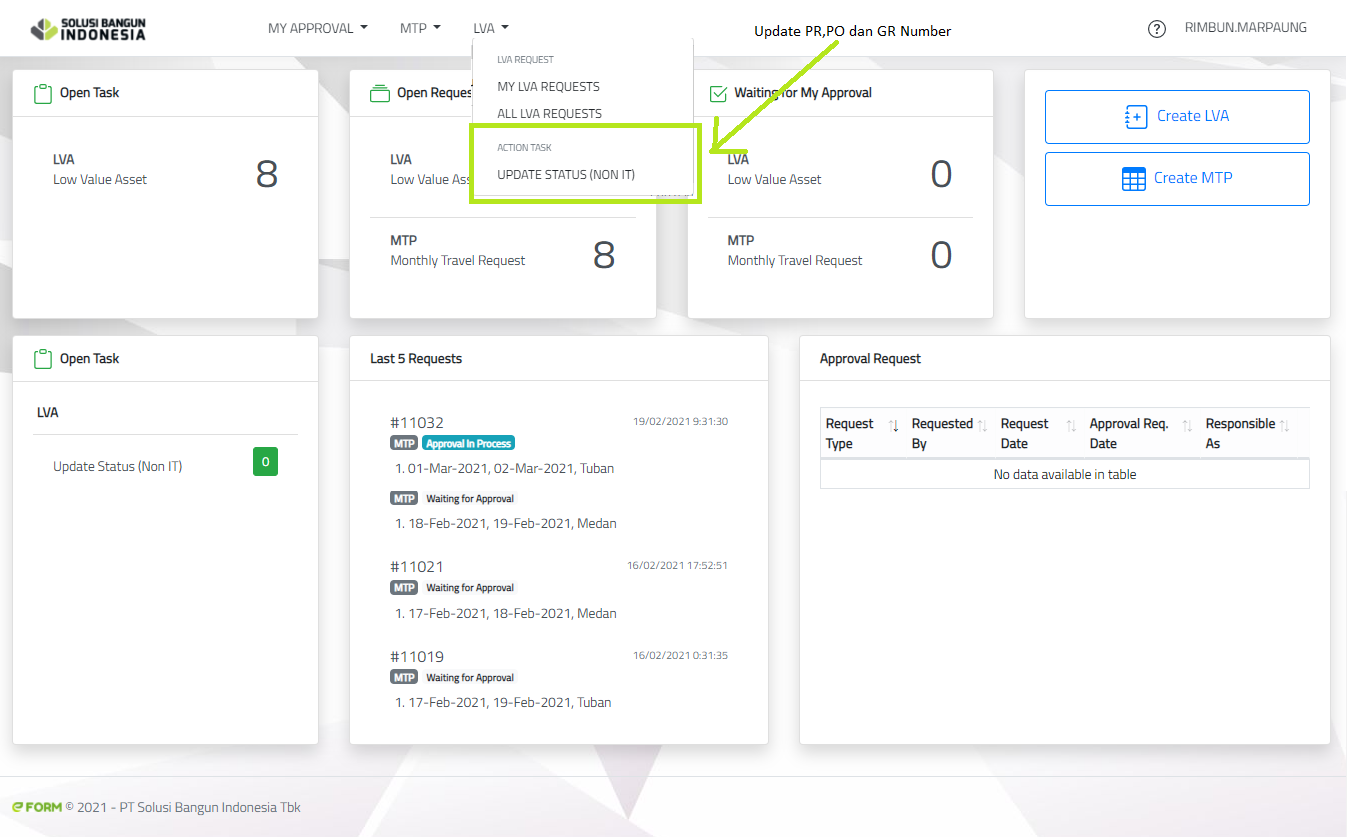 SOLUSI BANGUN
INDONESIA
MY APPROVAL
MTP
LVA
Update PR,PO dan GR Number
RIMBUN.MARPAUNG
LVA REQUEST
MY LVA REQUESTS
ALL LVA REQUESTS
ACTION TASK
UPDATE STATUS (NON IT)
Open Task
LVA
Low Value Asset
8
Open Reques
LVA
Low Value Ass
MTP
Monthly Travel Request
8
Waiting for My Approval
LVA
Low Value Asset
0
MTP
Monthly Travel Request
0
Create LVA
Create MTP
Open Task
LVA
Update Status (Non IT)
0
Last 5 Requests
#11032
19/02/2021 9:31:30
MTP Approval In Process
1. 01-Mar-2021, 02-Mar-2021, Tuban
MTP Waiting for Approval
1. 18-Feb-2021, 19-Feb-2021, Medan
#11021
16/02/2021 17:52:51
MTP Waiting for Approval
1. 17-Feb-2021, 18-Feb-2021, Medan
#11019
16/02/2021 0:31:35
MTP Waiting for Approval
1. 17-Feb-2021, 19-Feb-2021, Tuban
Approval Request
Request Type
Requested By
Request Date
Approval Req. Date
Responsible As
No data available in table
eFORM © 2021 - PT Solusi Bangun Indonesia Tbk